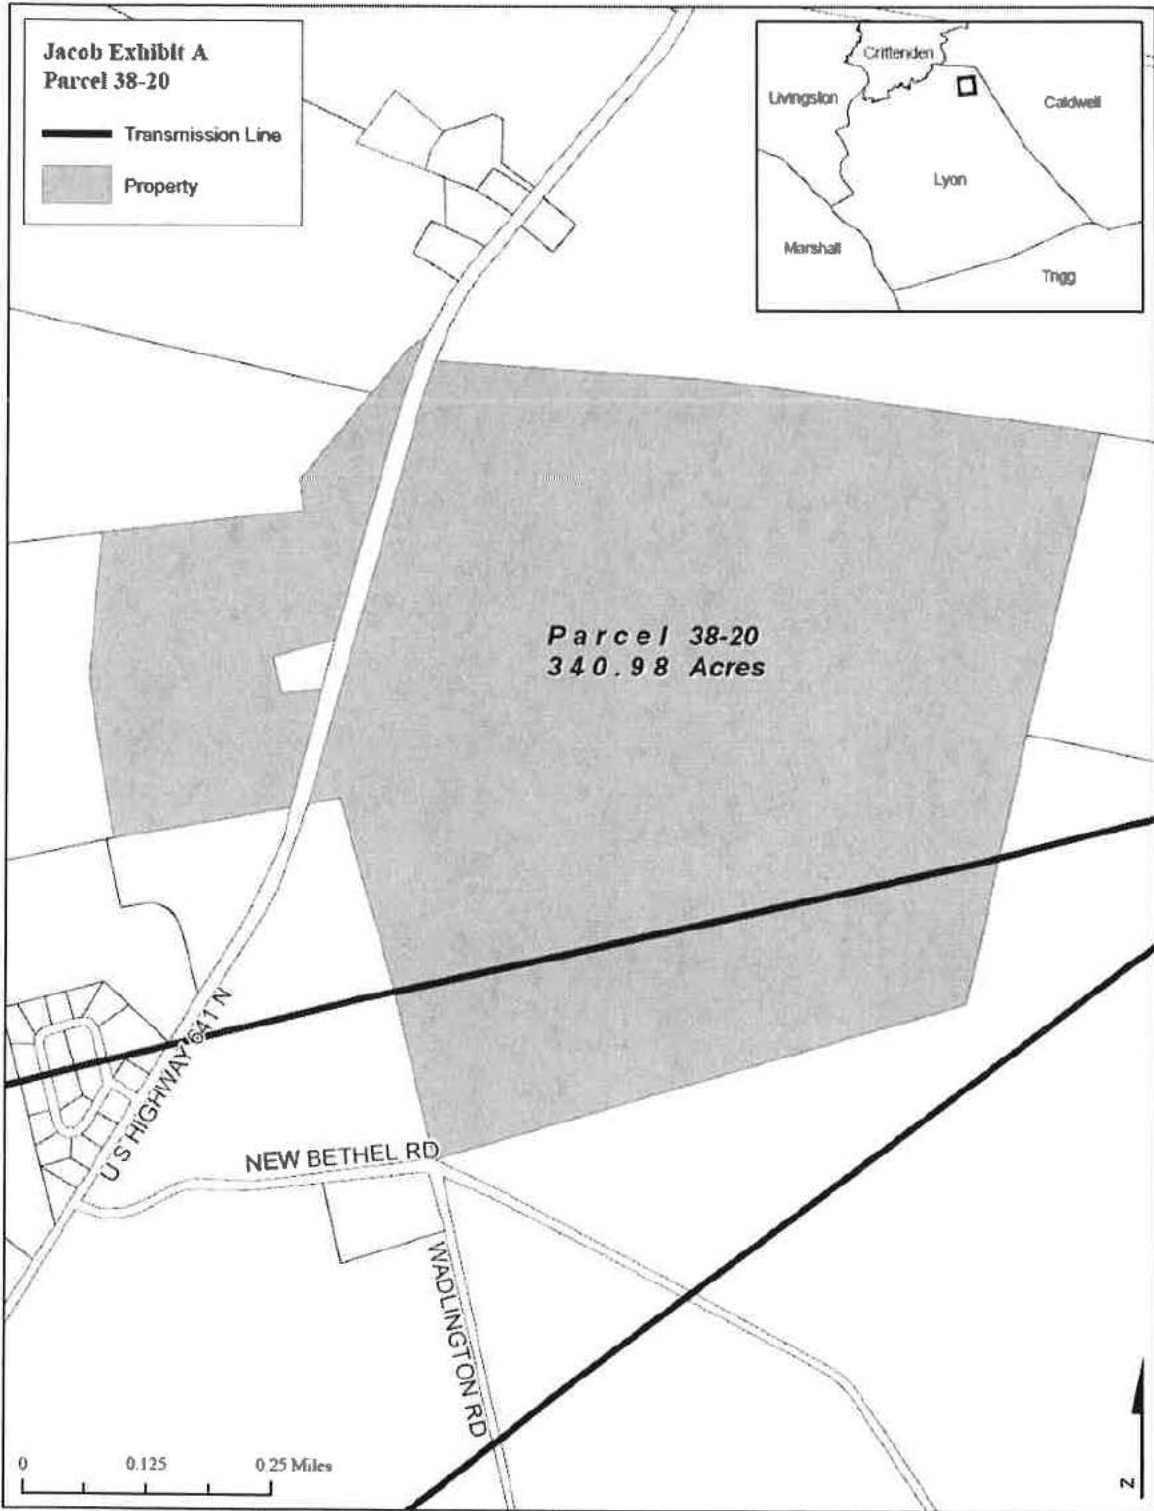 Jacob Exhibit A
Parcel 38-20
Transmission Line
Property
Crittenden
Livingston
Caldwell
Lyon
Marshall
Trigg
Parcel 38-20
340.98 Acres
U S HIGHWAY 641 N
NEW BETHEL RD
WADLINGTON RD
0 0.125 0.25 Miles
N